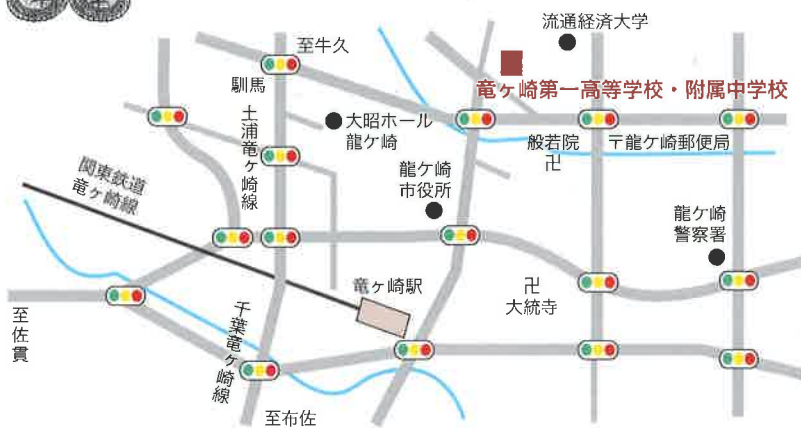 流通経済大学
至牛久
馴馬
竜ヶ崎第一高等学校・附属中学校
土浦竜ヶ崎線
大昭ホール
龍ケ崎
般若院
卍
〒龍ケ崎郵便局
関東鉄道
竜ヶ崎線
龍ケ崎
市役所
龍ケ崎
警察署
竜ヶ崎駅
卍
大統寺
至佐貫
千葉竜ヶ崎線
至布佐